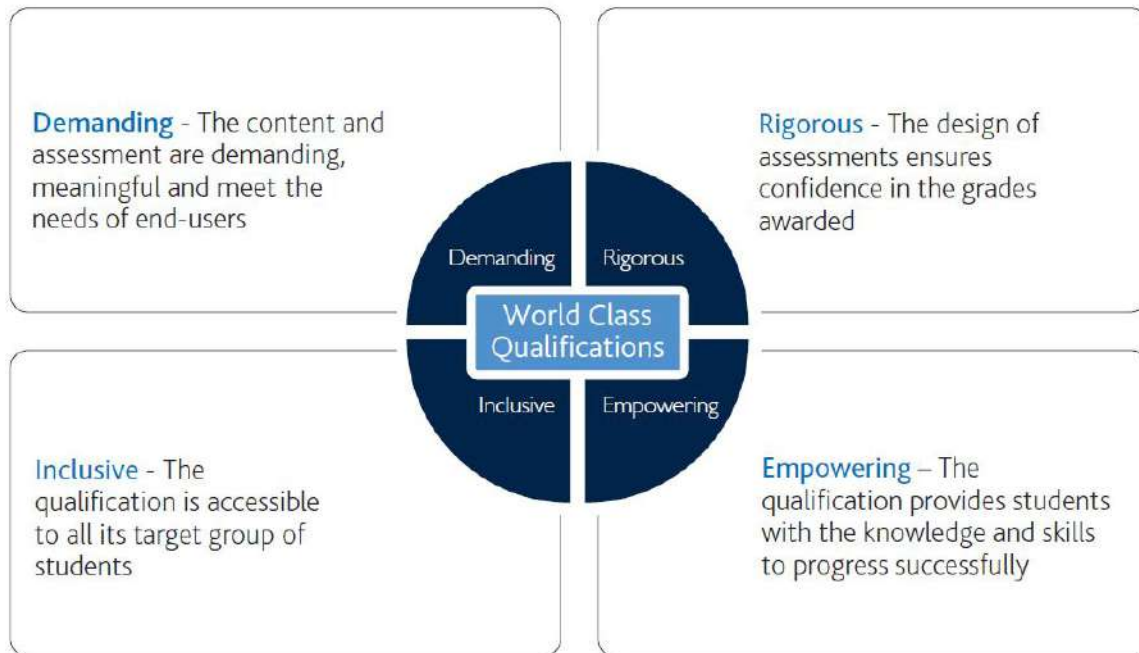 Demanding - The content and
assessment are demanding,
meaningful and meet the
needs of end-users
Rigorous - The design of
assessments ensures
confidence in the grades
awarded
Demanding
Rigorous
World Class
Qualifications
Inclusive
Empowering
Inclusive - The
qualification is accessible
to all its target group of
students
Empowering – The
qualification provides students
with the knowledge and skills
to progress successfully